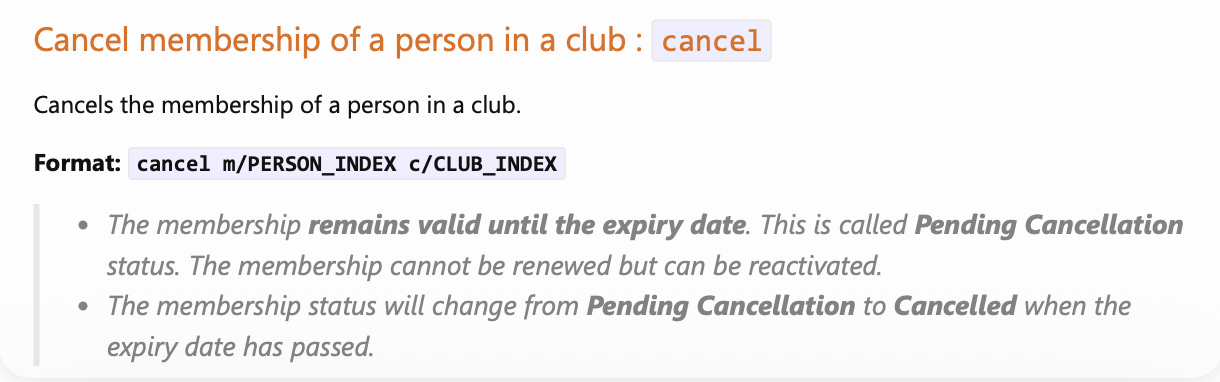 Cancel membership of a person in a club : cancel
Cancels the membership of a person in a club.
Format: cancel m/PERSON_INDEX c/CLUB_INDEX
• The membership remains valid until the expiry date. This is called Pending Cancellation
status. The membership cannot be renewed but can be reactivated.
• The membership status will change from Pending Cancellation to Cancelled when the
expiry date has passed.